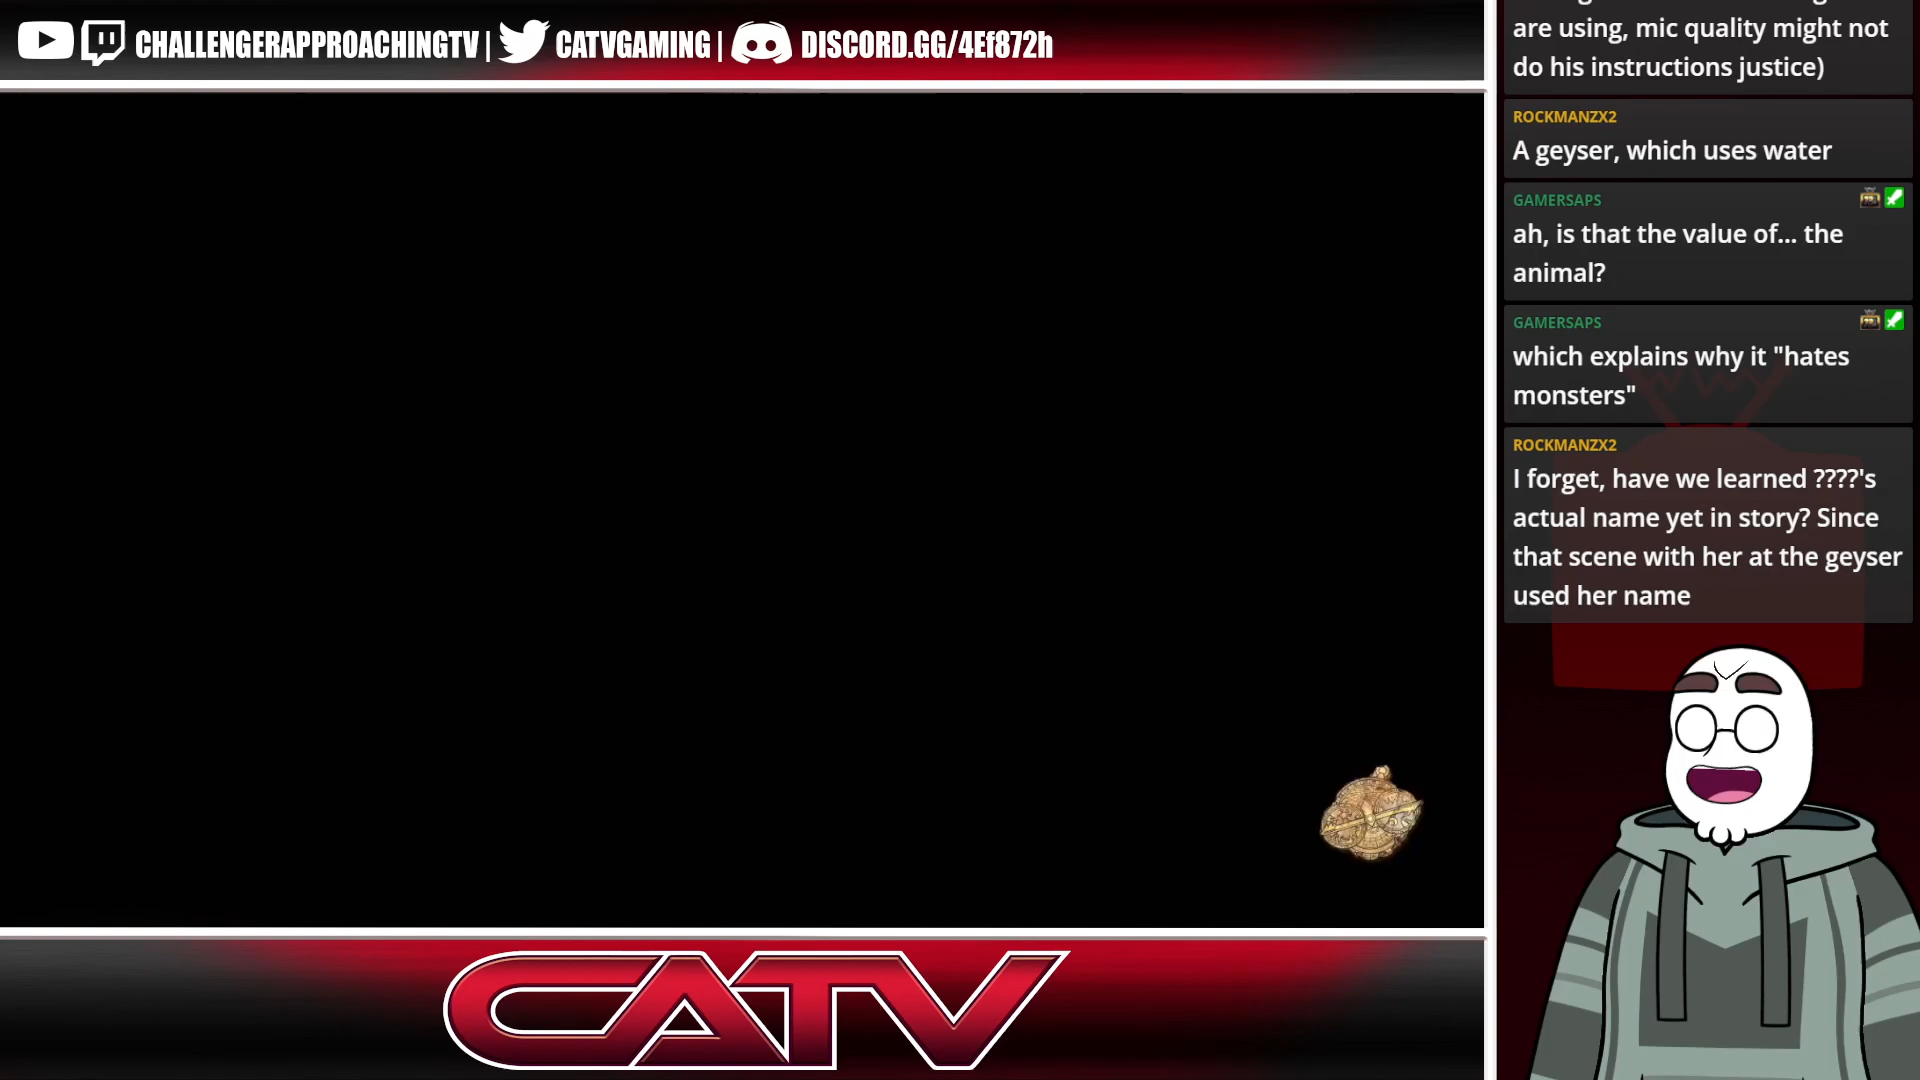 CHALLENGERAPPROACHINGTV | CATVGAMING | DISCORD.GG/4Ef872h
are using, mic quality might not
do his instructions justice)
ROCKMANZX2
A geyser, which uses water
GAMERSAPS
ah, is that the value of... the
animal?
GAMERSAPS
which explains why it "hates
monsters"
ROCKMANZX2
I forget, have we learned ????'s
actual name yet in story? Since
that scene with her at the geyser
used her name
CATV